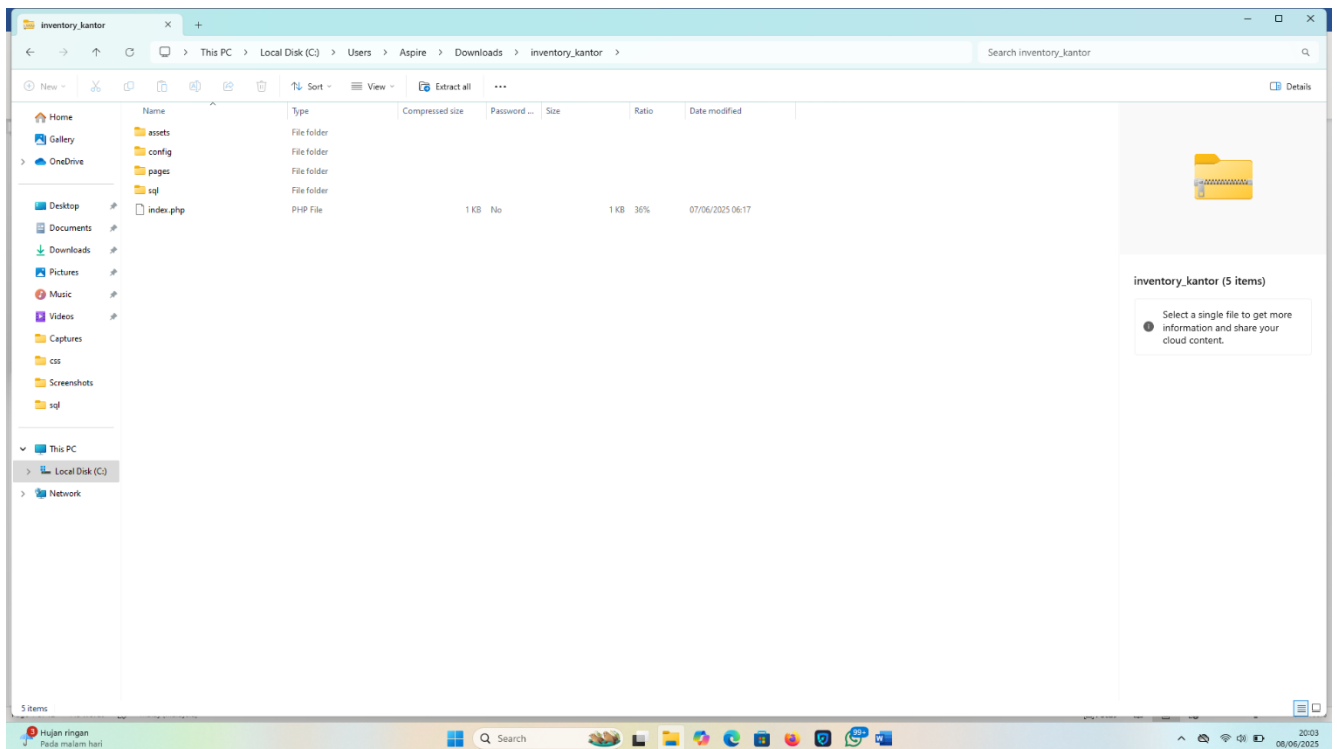 inventory_kantor
This PC > Local Disk (C:) > Users > Aspire > Downloads > inventory_kantor >
Search inventory_kantor
New
Sort
View
Extract all
Details
Home
Gallery
OneDrive
Desktop
Documents
Downloads
Pictures
Music
Videos
Captures
css
Screenshots
sql
This PC
Local Disk (C:)
Network
Name Type Compressed size Password ... Size Ratio Date modified
assets File folder
config File folder
pages File folder
sql File folder
index.php PHP File 1 KB No 1 KB 36% 07/06/2025 06:17
inventory_kantor (5 items)
Select a single file to get more
information and share your
cloud content.
5 items
3
Hujan ringan
Pada malam hari
Search
99+
20:03
08/06/2025